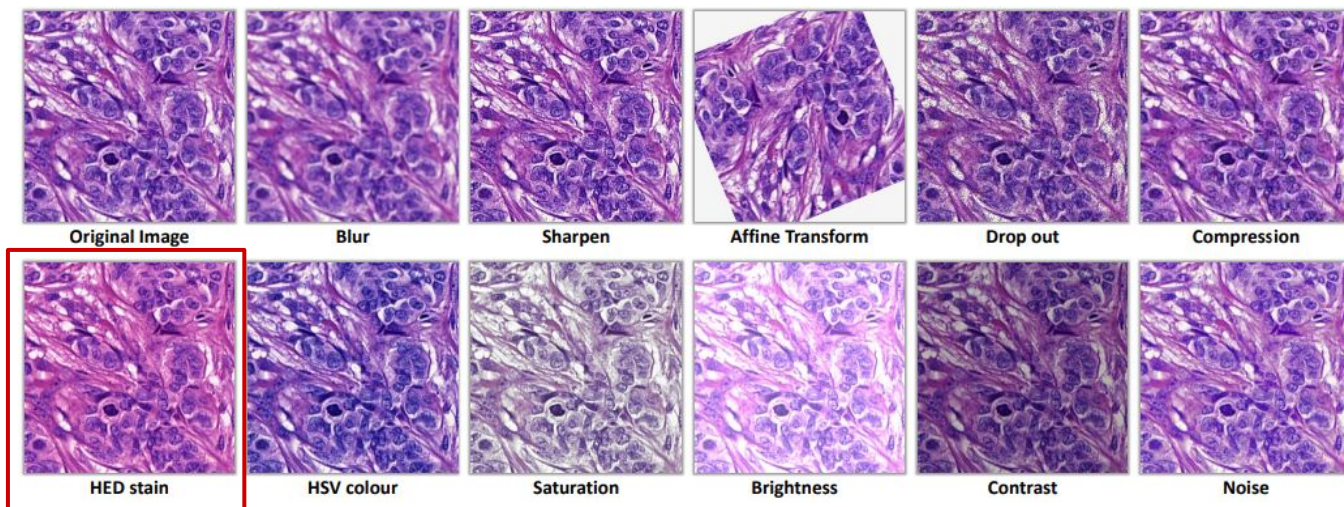 Original Image
Blur
Sharpen
Affine Transform
Drop out
Compression
HED stain
HSV colour
Saturation
Brightness
Contrast
Noise